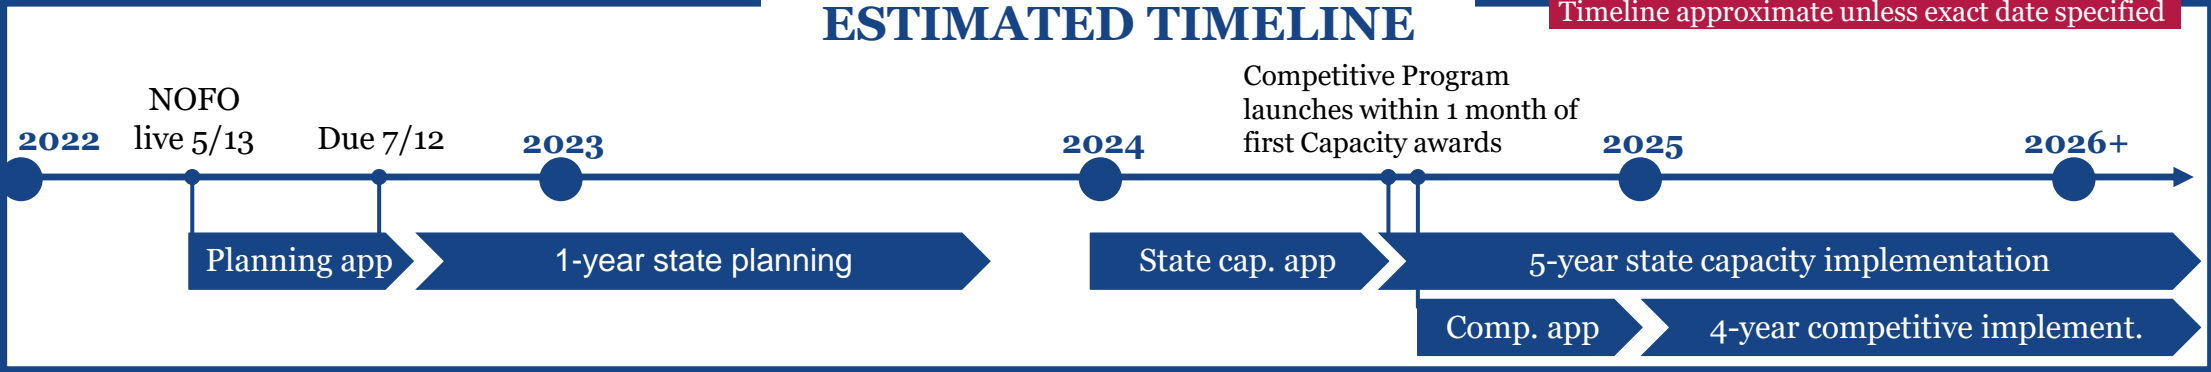 ESTIMATED TIMELINE
Timeline approximate unless exact date specified
NOFO
live 5/13
Due 7/12
Competitive Program
launches within 1 month of
first Capacity awards
2022
2023
2024
2025
2026+
Planning app
1-year state planning
State cap. app
5-year state capacity implementation
Comp. app
4-year competitive implement.